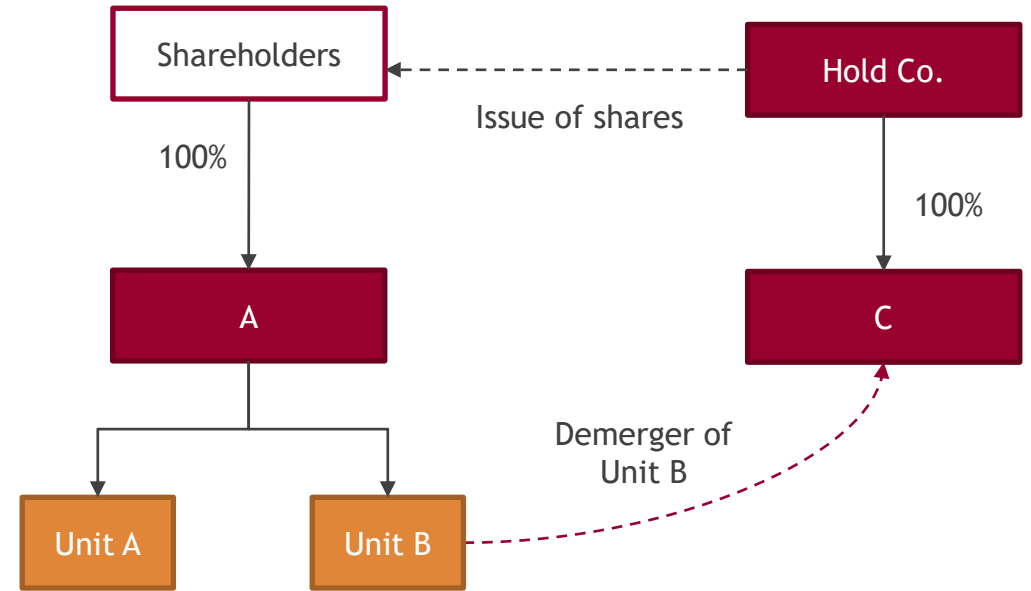 Shareholders
Hold Co.
Issue of shares
100%
100%
A
C
Demerger of
Unit B
Unit A
Unit B